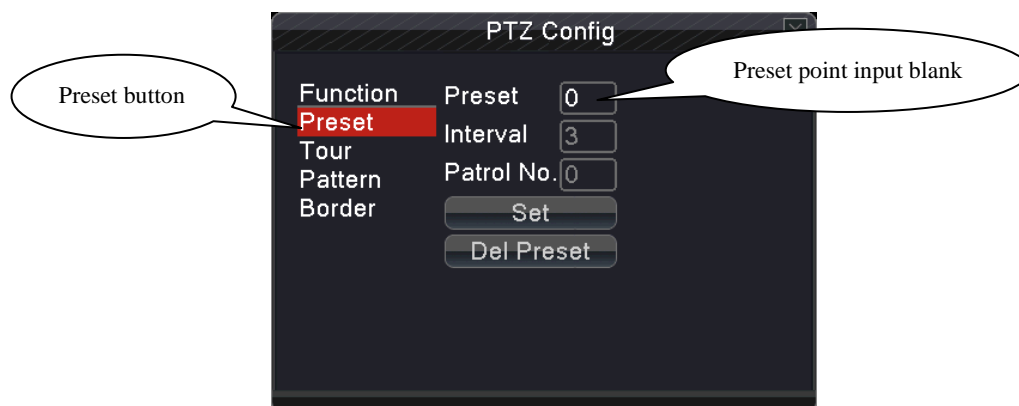 PTZ Config
Preset button
Preset point input blank
Function
Preset
Tour
Pattern
Border
Preset 0
Interval 3
Patrol No. 0
Set
Del Preset